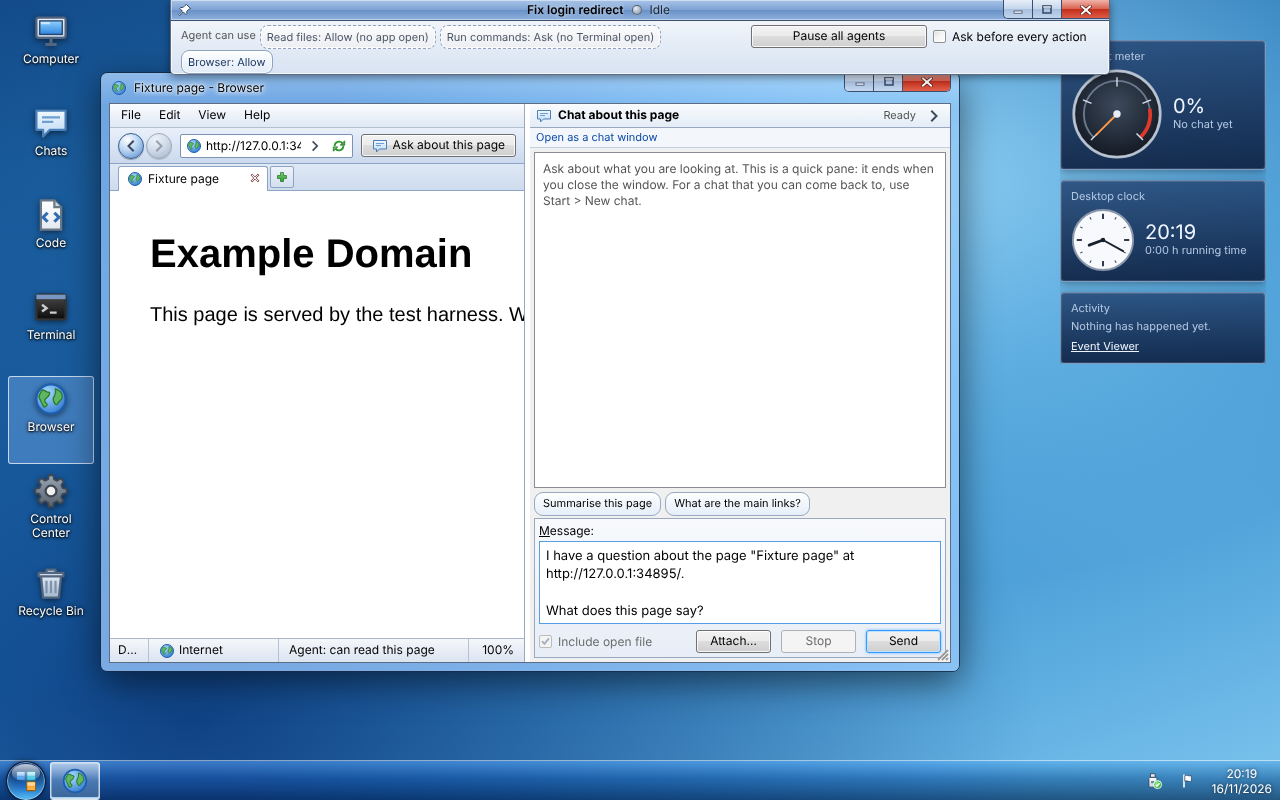 Fix login redirect
Idle
Agent can use
Read files: Allow (no app open)
Run commands: Ask (no Terminal open)
Browser: Allow
Pause all agents
Ask before every action
Computer
Chats
Code
Terminal
Browser
Control
Center
Recycle Bin
Fixture page - Browser
File Edit View Help
http://127.0.0.1:34
Ask about this page
Fixture page
Example Domain
This page is served by the test harness. W
D...
Internet
Agent: can read this page
100%
Chat about this page
Ready
Open as a chat window
Ask about what you are looking at. This is a quick pane: it ends when
you close the window. For a chat that you can come back to, use
Start > New chat.
Summarise this page
What are the main links?
Message:
I have a question about the page "Fixture page" at
http://127.0.0.1:34895/.
What does this page say?
Include open file
Attach...
Stop
Send
meter
0%
No chat yet
Desktop clock
20:19
0:00 h running time
Activity
Nothing has happened yet.
Event Viewer
20:19
16/11/2026